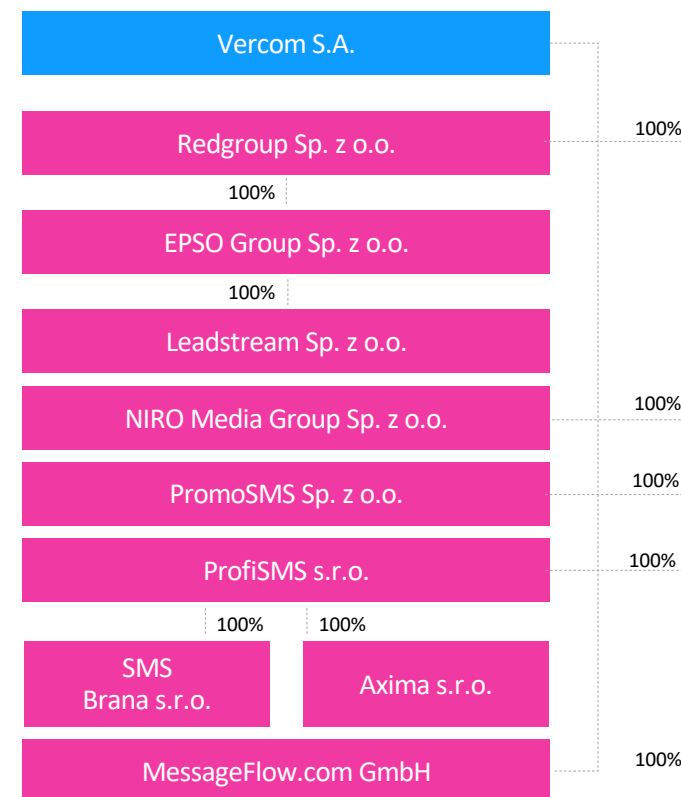 Vercom S.A.
Redgroup Sp. z o.o.
100%
100%
EPSO Group Sp. z o.o.
100%
Leadstream Sp. z o.o.
NIRO Media Group Sp. z o.o.
100%
PromoSMS Sp. z o.o.
100%
ProfiSMS s.r.o.
100%
100%
100%
SMS
Brana s.r.o.
Axima s.r.o.
MessageFlow.com GmbH
100%